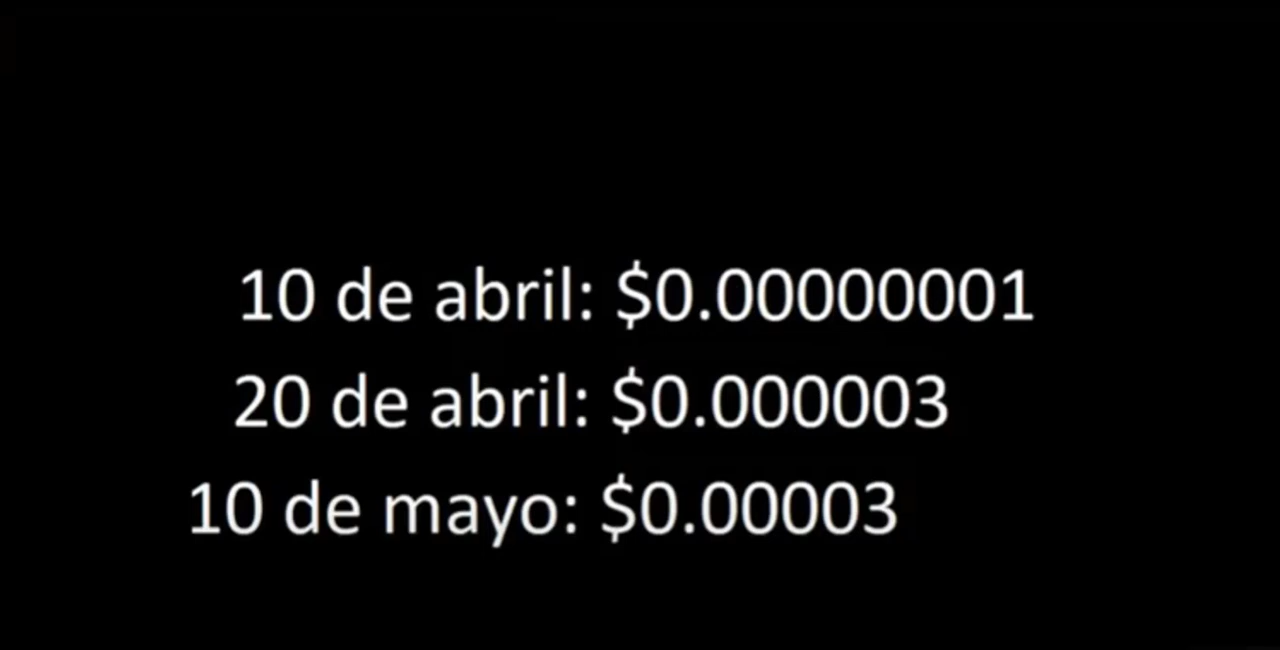 10 de abril: $0.00000001
20 de abril: $0.000003
10 de mayo: $0.00003